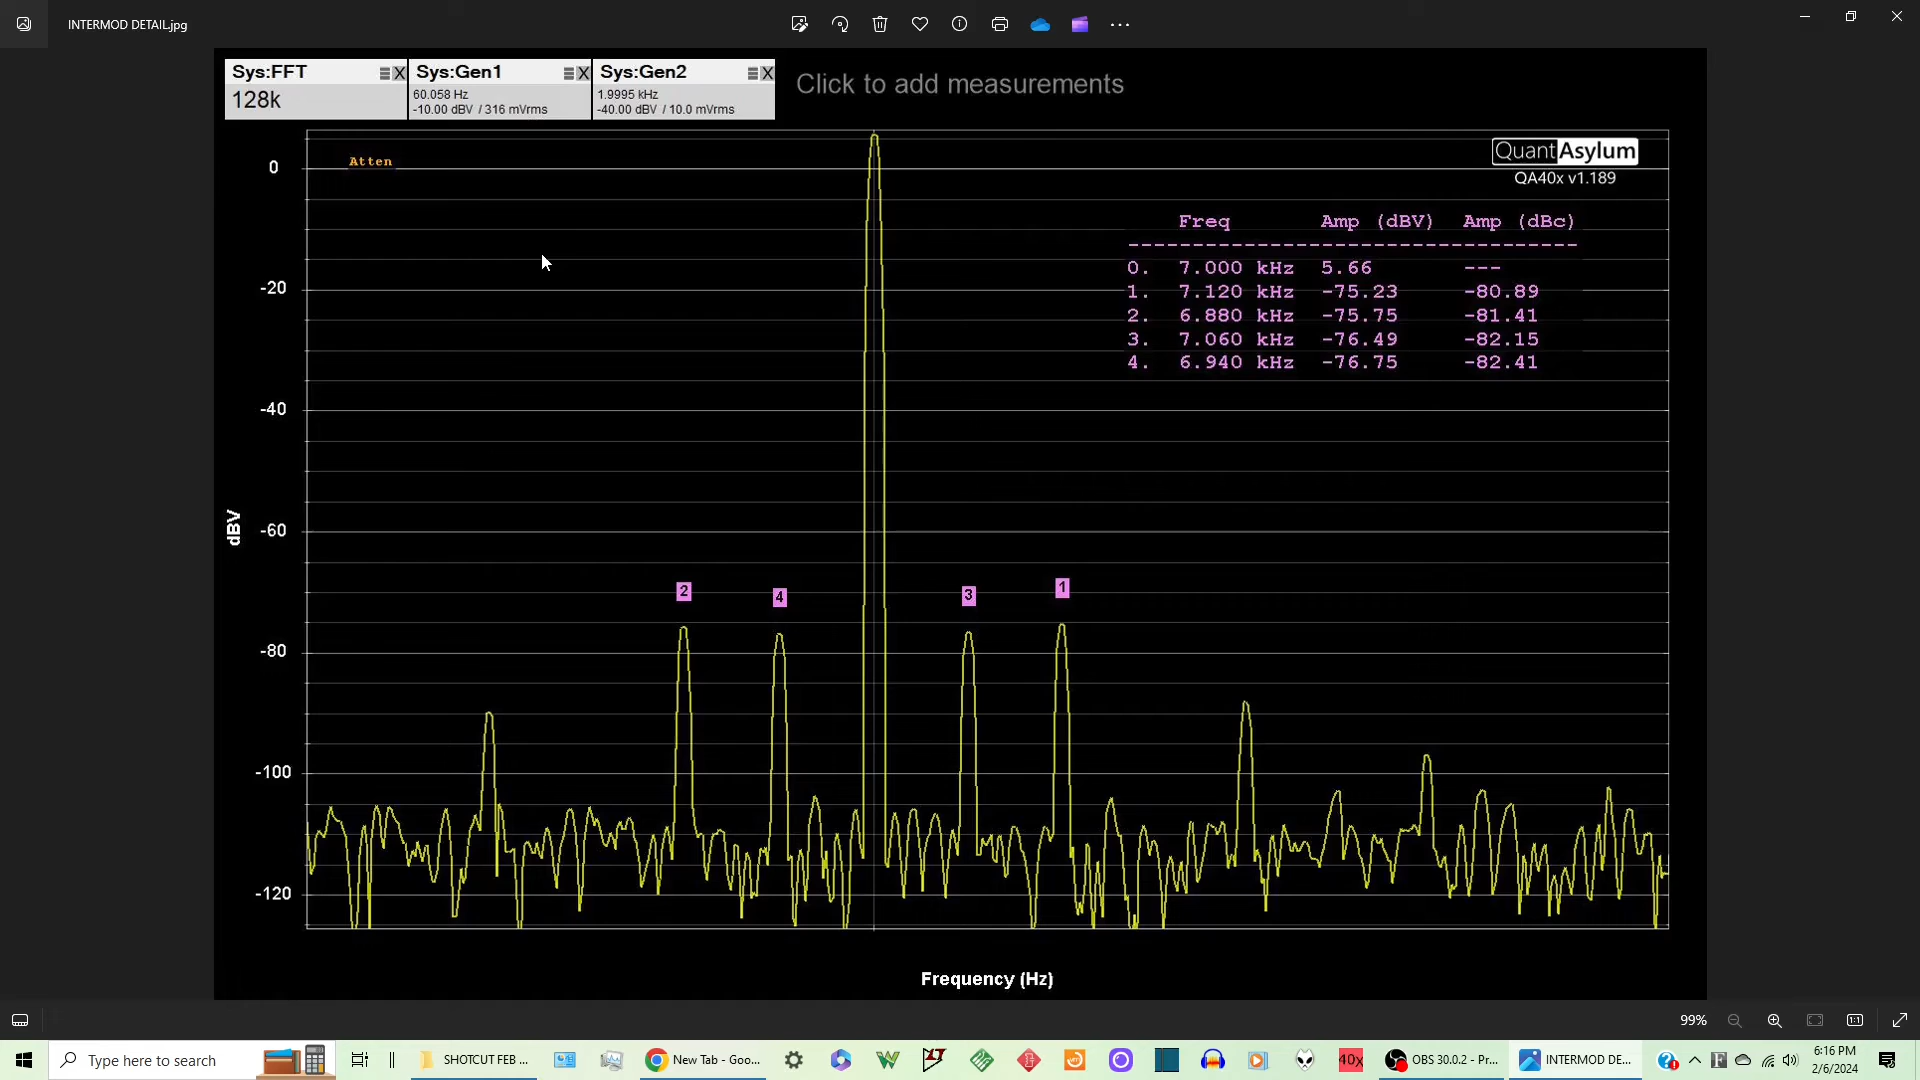 INTERMOD DETAIL.jpg
Sys:FFT
128k
Sys:Gen1
60.058 Hz
-10.00 dBV / 316 mVrms
Sys:Gen2
1.9995 kHz
-40.00 dBV / 10.0 mVrms
Click to add measurements
Atten
QuantAsylum
QA40x v1.189
Freq Amp (dBV) Amp (dBc)
0. 7.000 kHz 5.66 ---
1. 7.120 kHz -75.23 -80.89
2. 6.880 kHz -75.75 -81.41
3. 7.060 kHz -76.49 -82.15
4. 6.940 kHz -76.75 -82.41
0
-20
-40
-60
-80
-100
-120
dBV
2
4
3
1
Frequency (Hz)
99%
1:1
Type here to search
SHOTCUT FEB ...
New Tab - Goo...
40x
OBS 30.0.2 - Pr...
INTERMOD DE...
6:16 PM
2/6/2024